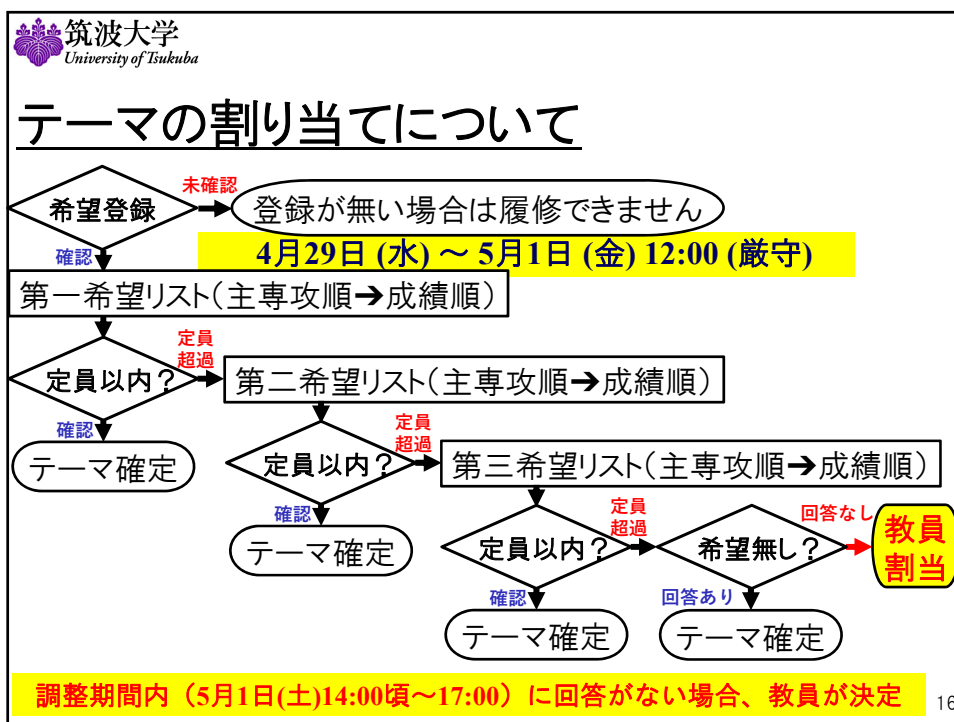 筑波大学
University of Tsukuba
テーマの割り当てについて
希望登録
未確認
登録が無い場合は履修できません
確認
4月29日 (水) ～ 5月1日 (金) 12:00 (厳守)
第一希望リスト（主専攻順➔成績順）
定員以内？
定員
超過
第二希望リスト（主専攻順➔成績順）
確認
テーマ確定
定員以内？
定員
超過
第三希望リスト（主専攻順➔成績順）
確認
テーマ確定
定員以内？
定員
超過
希望無し？
回答なし
教員
割当
確認
テーマ確定
回答あり
テーマ確定
調整期間内（5月1日(土)14:00頃～17:00）に回答がない場合、教員が決定
16